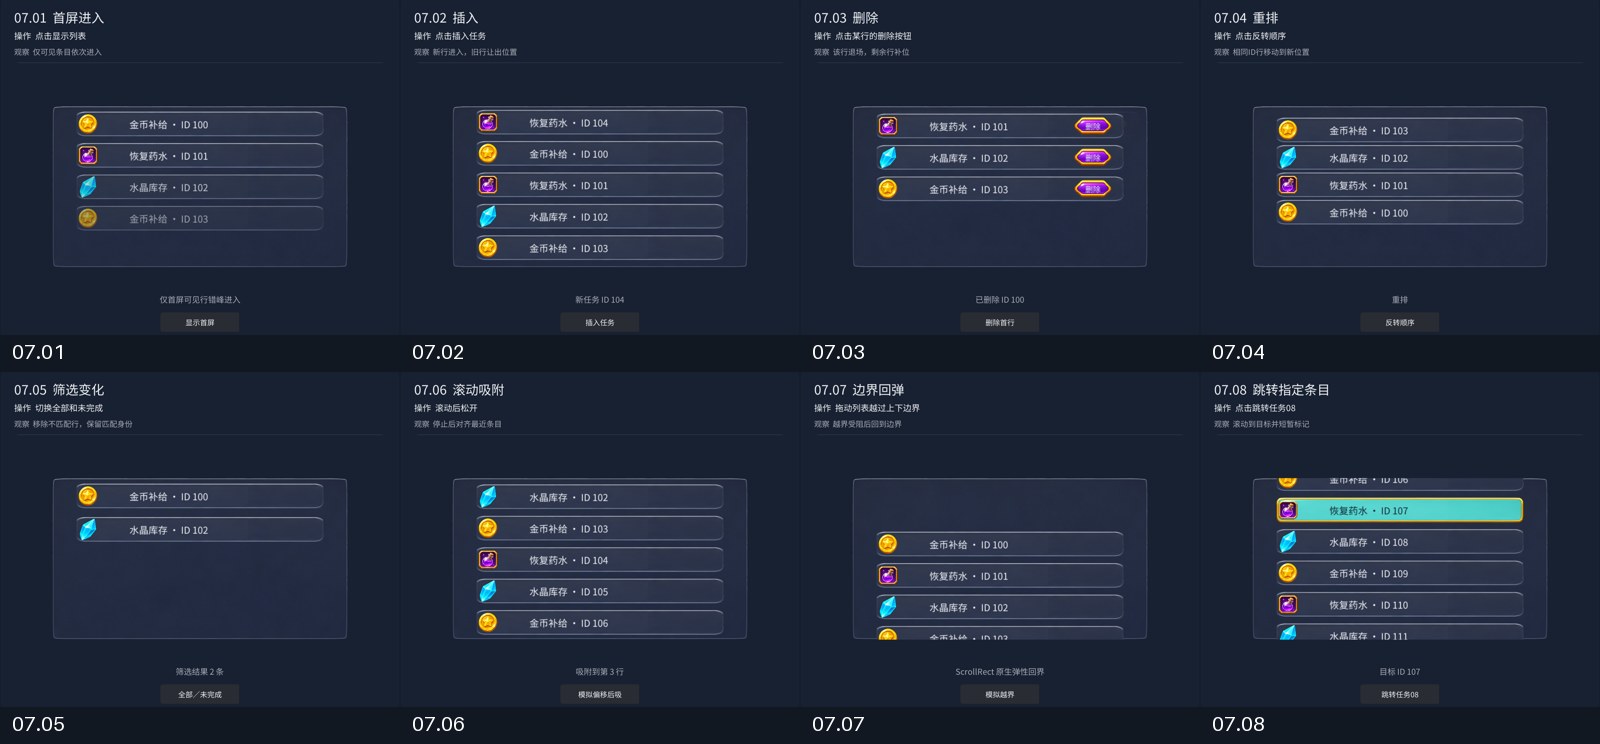 07.01 首屏进入
操作 点击显示列表
观察 仅可见条目依次进入
金币补给 • ID 100
恢复药水 • ID 101
水晶库存 • ID 102
金币补给 • ID 103
仅首屏可见行错峰进入
显示首屏
07.01
07.02 插入
操作 点击插入任务
观察 新行进入，旧行让出位置
恢复药水 • ID 104
金币补给 • ID 100
恢复药水 • ID 101
水晶库存 • ID 102
金币补给 • ID 103
新任务 ID 104
插入任务
07.02
07.03 删除
操作 点击某行的删除按钮
观察 该行退场，剩余行补位
恢复药水 • ID 101 删除
水晶库存 • ID 102 删除
金币补给 • ID 103 删除
已删除 ID 100
删除首行
07.03
07.04 重排
操作 点击反转顺序
观察 相同ID行移动到新位置
金币补给 • ID 103
水晶库存 • ID 102
恢复药水 • ID 101
金币补给 • ID 100
重排
反转顺序
07.04
07.05 筛选变化
操作 切换全部和未完成
观察 移除不匹配行，保留匹配身份
金币补给 • ID 100
水晶库存 • ID 102
筛选结果 2 条
全部／未完成
07.05
07.06 滚动吸附
操作 滚动后松开
观察 停止后对齐最近条目
水晶库存 • ID 102
金币补给 • ID 103
恢复药水 • ID 104
水晶库存 • ID 105
金币补给 • ID 106
吸附到第 3 行
模拟偏移后吸
07.06
07.07 边界回弹
操作 拖动列表越过上下边界
观察 越界受阻后回到边界
金币补给 • ID 100
恢复药水 • ID 101
水晶库存 • ID 102
金币补给 • ID 103
ScrollRect 原生弹性回界
模拟越界
07.07
07.08 跳转指定条目
操作 点击跳转任务08
观察 滚动到目标并短暂标记
金币补给 • ID 106
恢复药水 • ID 107
水晶库存 • ID 108
金币补给 • ID 109
恢复药水 • ID 110
水晶库存 • ID 111
目标 ID 107
跳转任务08
07.08